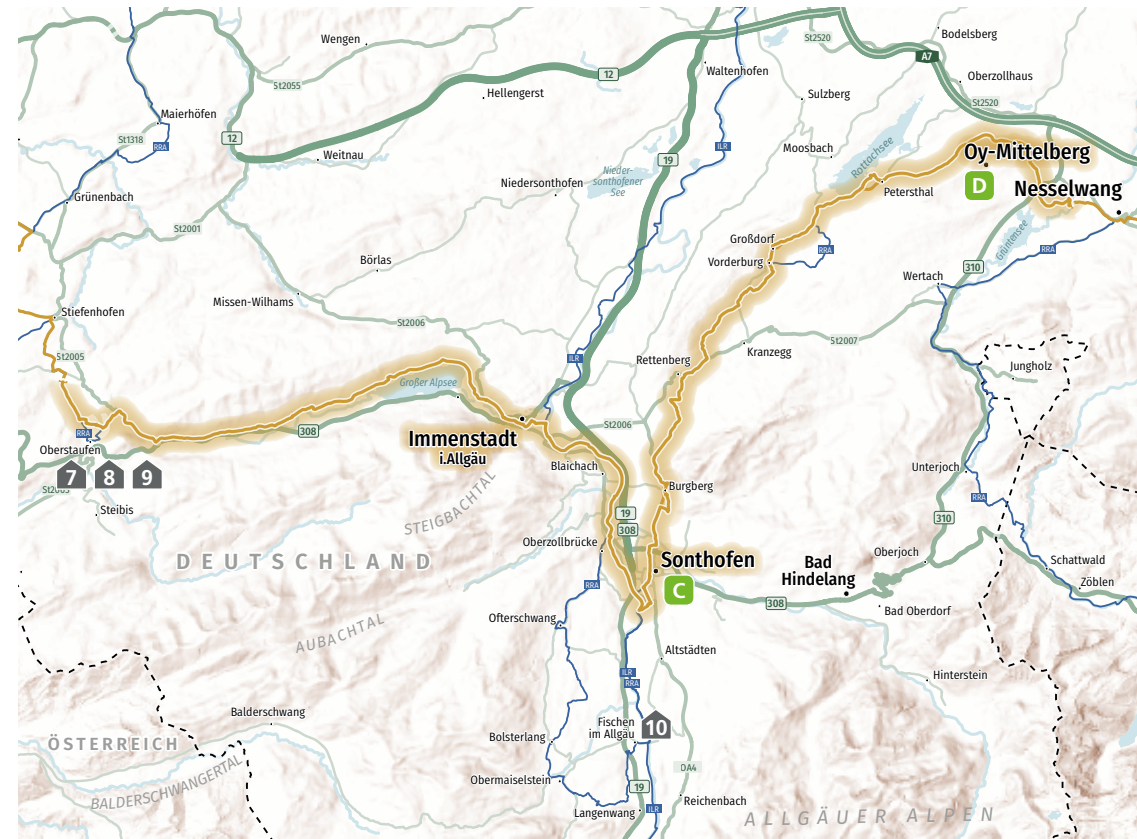 Wengen
St2520
Bodelsberg
A7
12
Waltenhofen
Oberzollhaus
St2055
Hellengerst
Sulzberg
St2520
Maierhöfen
St1318
RRA
12
Weitnau
19
ILR
Moosbach
Rottachsee
Oy-Mittelberg
D
Nesselwang
Nieder-
sonthofener
See
Niedersonthofen
Petersthal
Grünenbach
St2001
Großdorf
Vorderburg
RRA
Grüntensee
RRA
310
Börlas
Wertach
Missen-Wilhams
Stiefenhofen
St2006
St2007
St2005
Rettenberg
Kranzegg
ILR
Jungholz
Großer Alpsee
308
St2006
Immenstadt
i.Allgäu
RRA
Oberstaufen
7
8
9
Blaichach
Burgberg
Unterjoch
RRA
Steibis
STEIGBACHTAL
19
308
310
Oberzollbrücke
DEUTSCHLAND
Sonthofen
C
Oberjoch
Schattwald
Zöblen
Bad
Hindelang
RRA
308
Bad Oberdorf
Ofterschwang
AUBACHTAL
Altstädten
ILR
RRA
Hinterstein
Balderschwang
Fischen
im Allgäu
10
Bolsterlang
ÖSTERREICH
BALDERSCHWANGERTAL
Obermaiselstein
OA4
19
Langenwang
ILR
Reichenbach
ALLGÄUER ALPEN